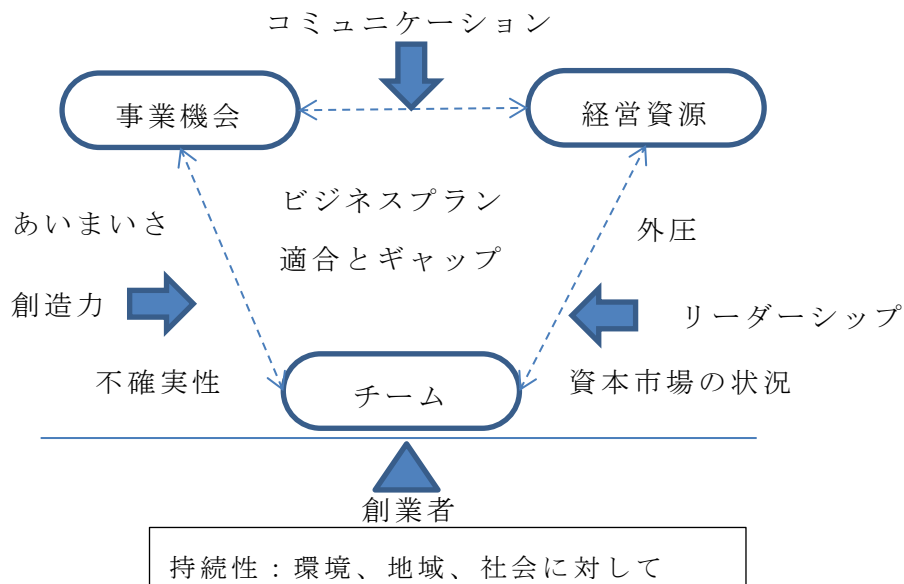 コミュニケーション
事業機会
経営資源
ビジネスプラン
あいまいさ
外圧
適合とギャップ
創造力
リーダーシップ
不確実性
チーム
資本市場の状況
創業者
持続性：環境、地域、社会に対して